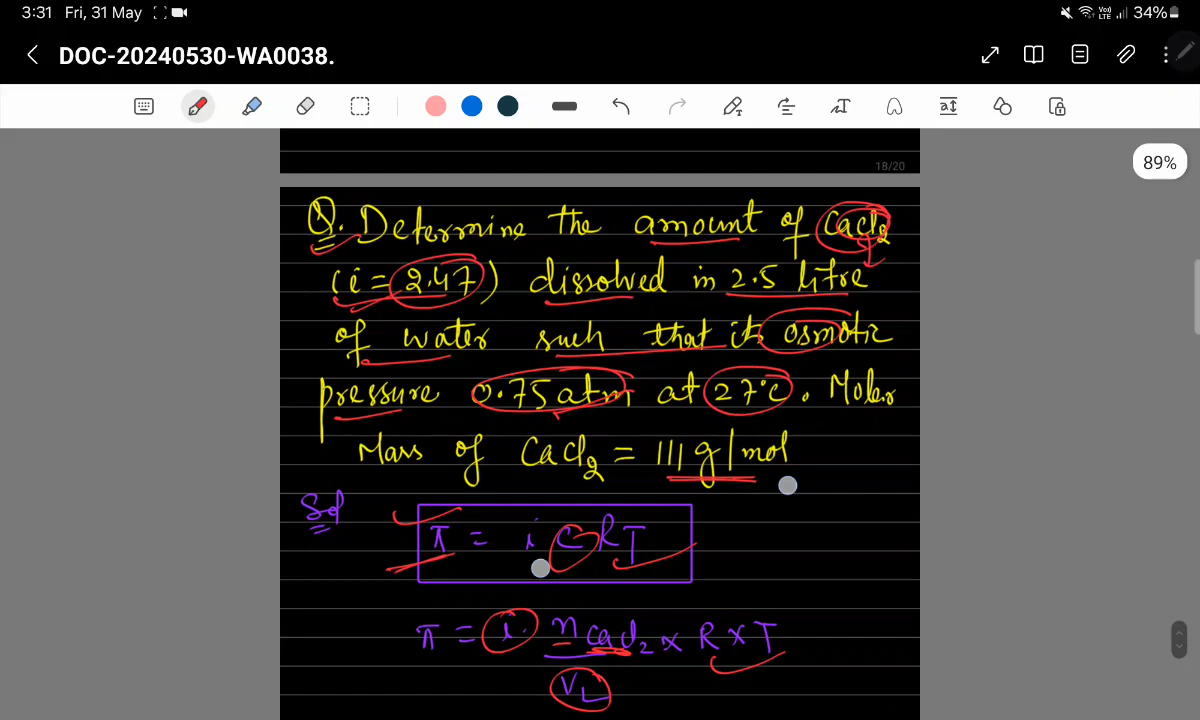 3:31 Fri, 31 May
34%
DOC-20240530-WA0038.
18/20
89%
Q. Determine the amount of CaCl2
(i = 2.47) dissolved in 2.5 litre
of water such that its osmotic
pressure 0.75 atm at 27°C. Molar
Mass of CaCl2 = 111 g/mol
Sol
π = i C R T
π = i. nCaCl2 × R × T
VL